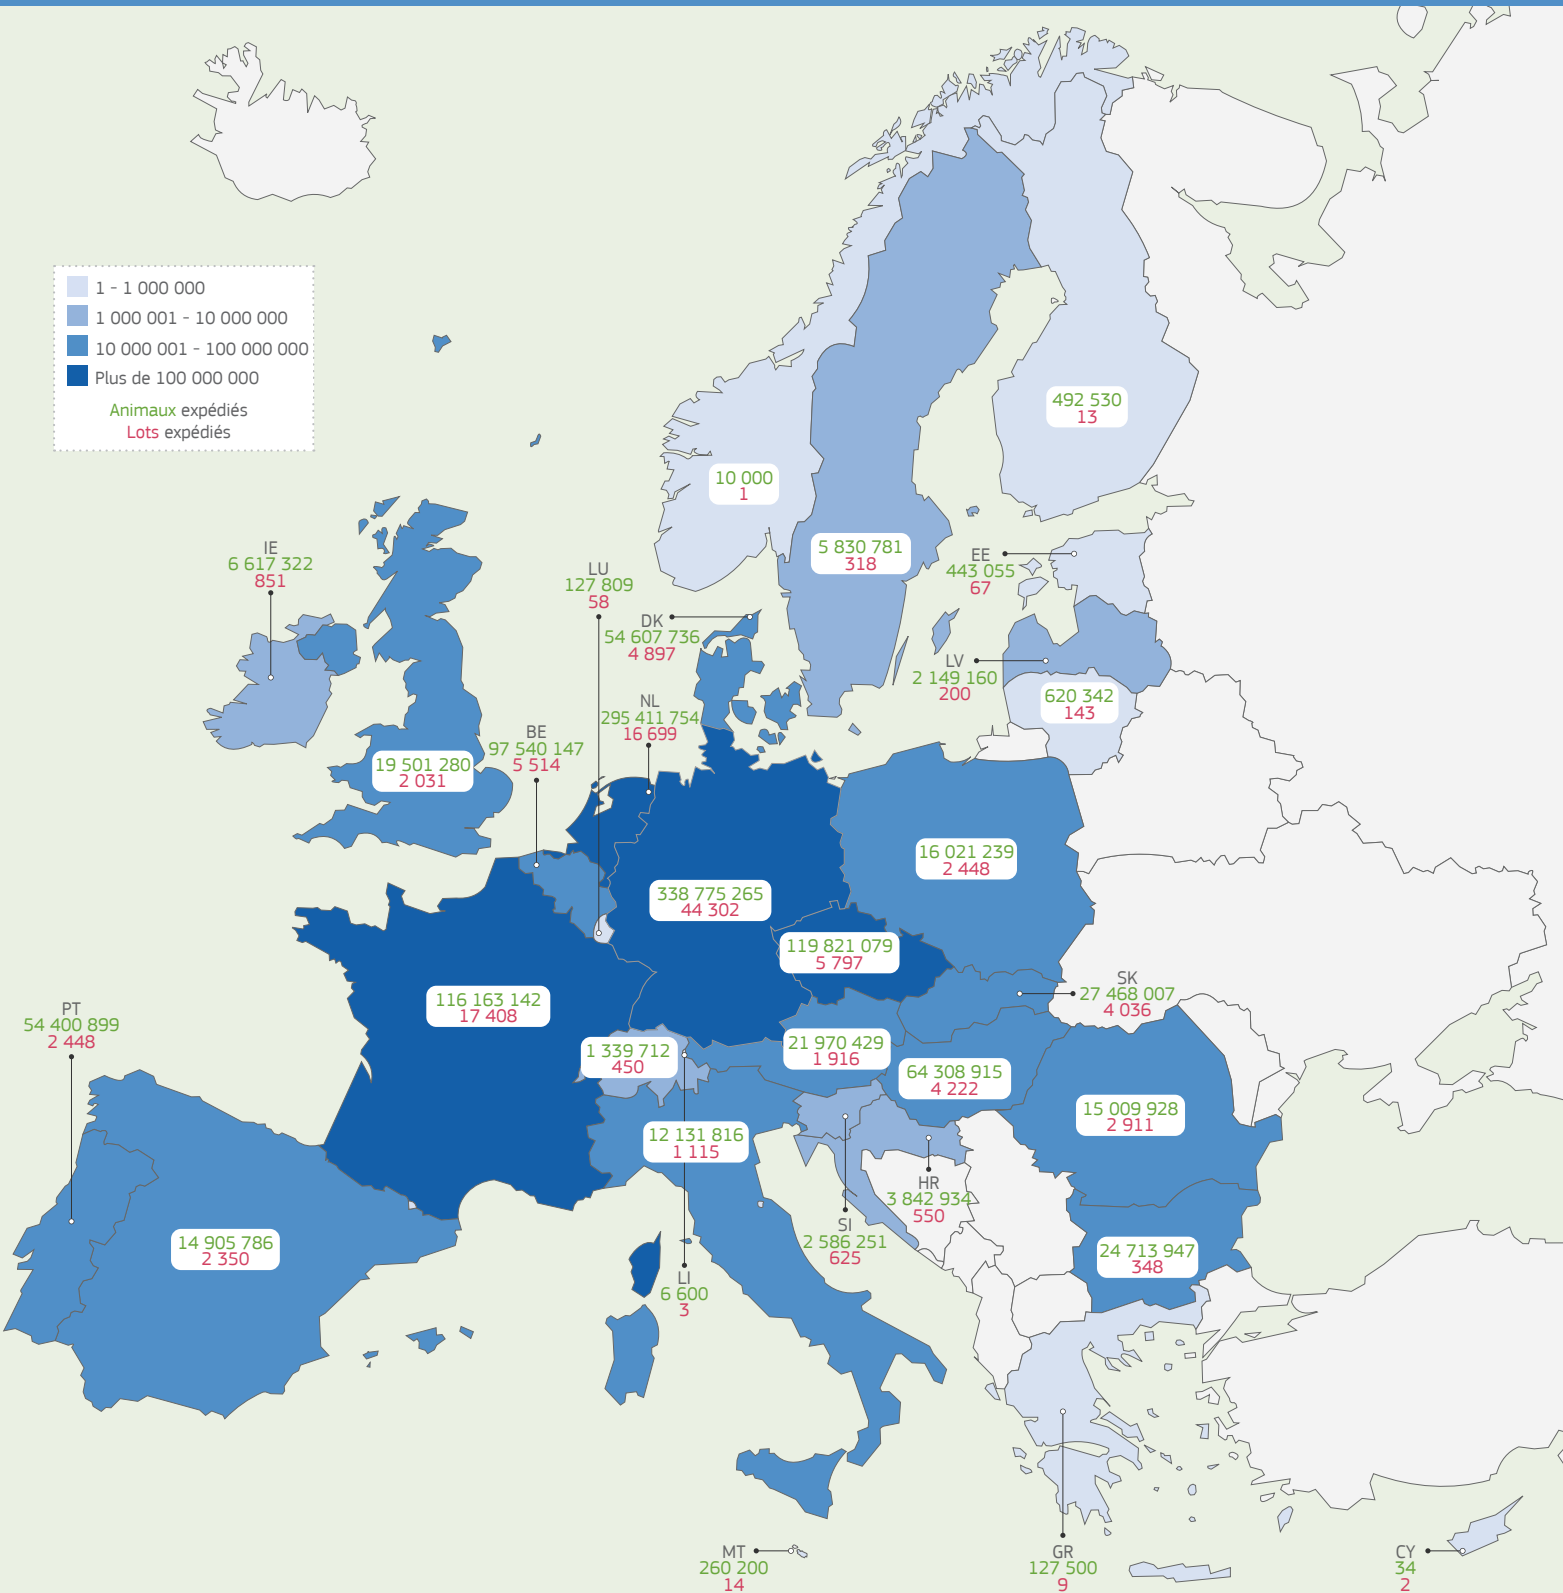 1 - 1 000 000
1 000 001 - 10 000 000
10 000 001 - 100 000 000
Plus de 100 000 000
Animaux expédiés
Lots expédiés
492 530
13
10 000
1
5 830 781
318
IE
6 617 322
851
EE
443 055
67
LU
127 809
58
DK
54 607 736
4 897
LV
2 149 160
200
620 342
143
NL
295 411 754
16 699
BE
97 540 147
5 514
19 501 280
2 031
16 021 239
2 448
338 775 265
44 302
119 821 079
5 797
SK
27 468 007
4 036
116 163 142
17 408
PT
54 400 899
2 448
1 339 712
450
21 970 429
1 916
64 308 915
4 222
15 009 928
2 911
12 131 816
1 115
HR
3 842 934
550
SI
2 586 251
625
14 905 786
2 350
24 713 947
348
LI
6 600
3
MT
260 200
14
GR
127 500
9
CY
34
2